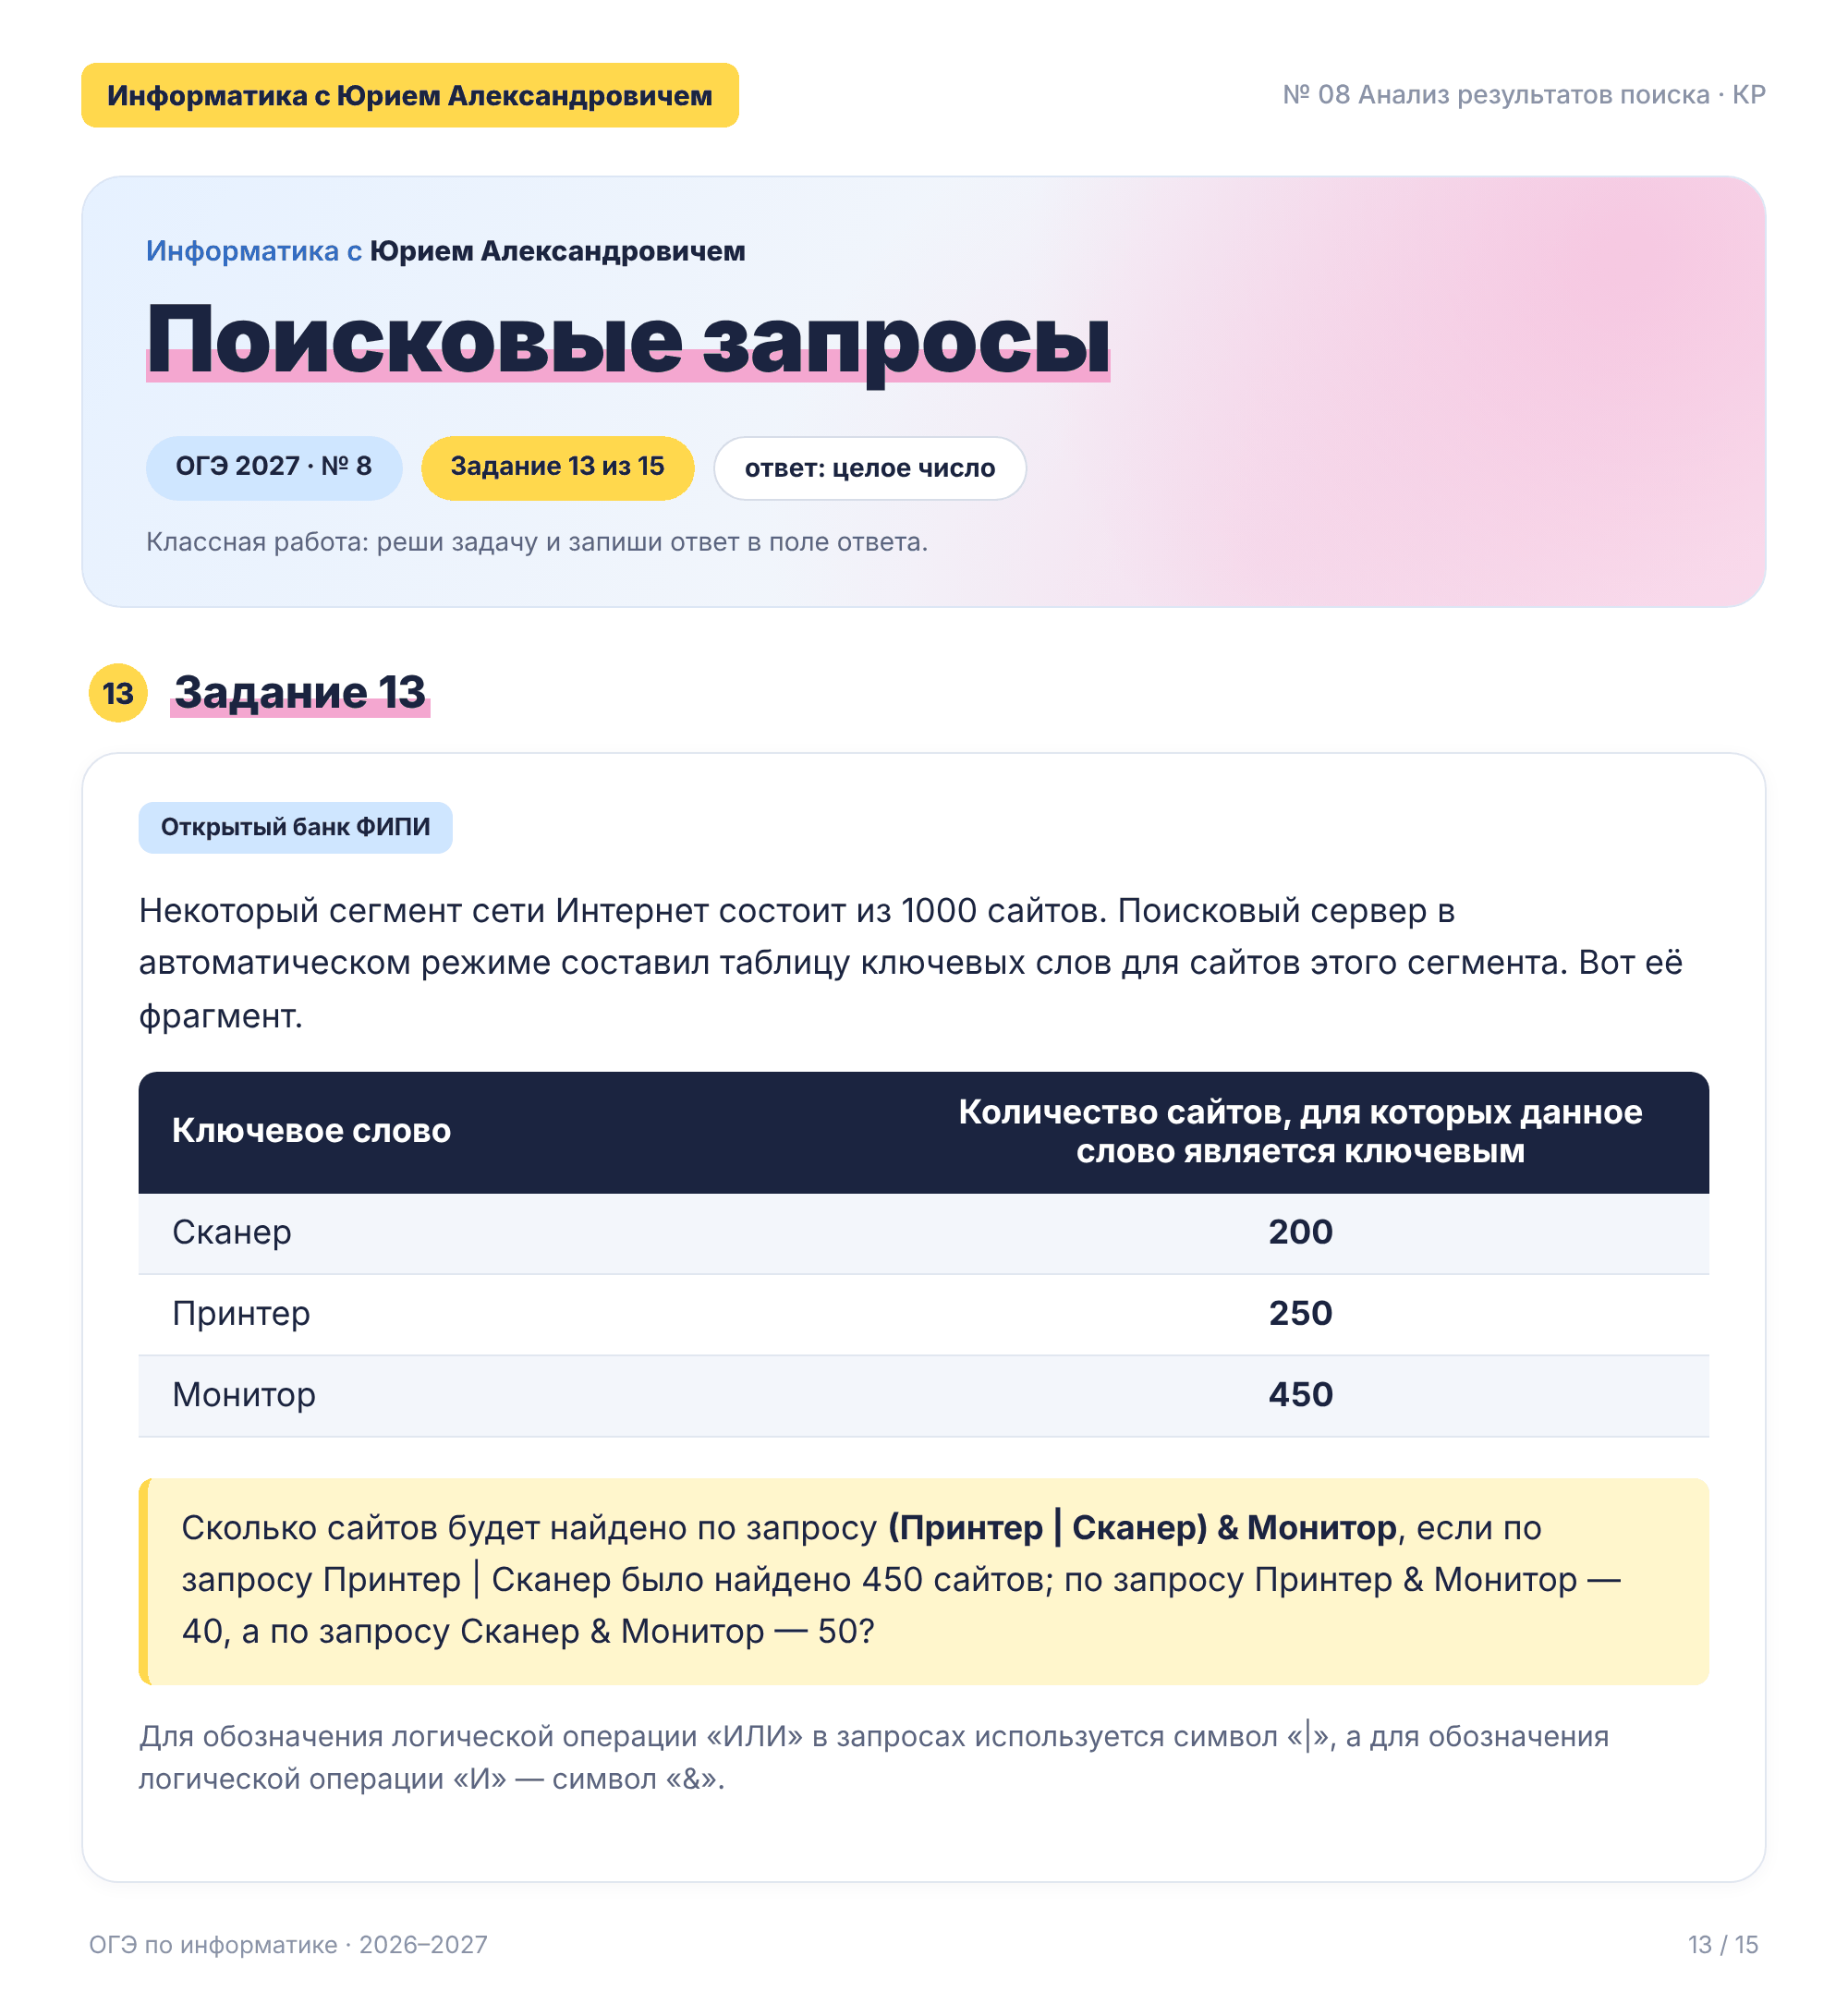 Информатика с Юрием Александровичем
№ 08 Анализ результатов поиска · КР
Информатика с Юрием Александровичем
Поисковые запросы
ОГЭ 2027 · № 8
Задание 13 из 15
ответ: целое число
Классная работа: реши задачу и запиши ответ в поле ответа.
13
Задание 13
Открытый банк ФИПИ
Некоторый сегмент сети Интернет состоит из 1000 сайтов. Поисковый сервер в
автоматическом режиме составил таблицу ключевых слов для сайтов этого сегмента. Вот её
фрагмент.
Ключевое слово
Количество сайтов, для которых данное
слово является ключевым
Сканер 200
Принтер 250
Монитор 450
Сколько сайтов будет найдено по запросу (Принтер | Сканер) & Монитор, если по
запросу Принтер | Сканер было найдено 450 сайтов; по запросу Принтер & Монитор —
40, а по запросу Сканер & Монитор — 50?
Для обозначения логической операции «ИЛИ» в запросах используется символ «|», а для обозначения
логической операции «И» — символ «&».
ОГЭ по информатике · 2026–2027
13 / 15